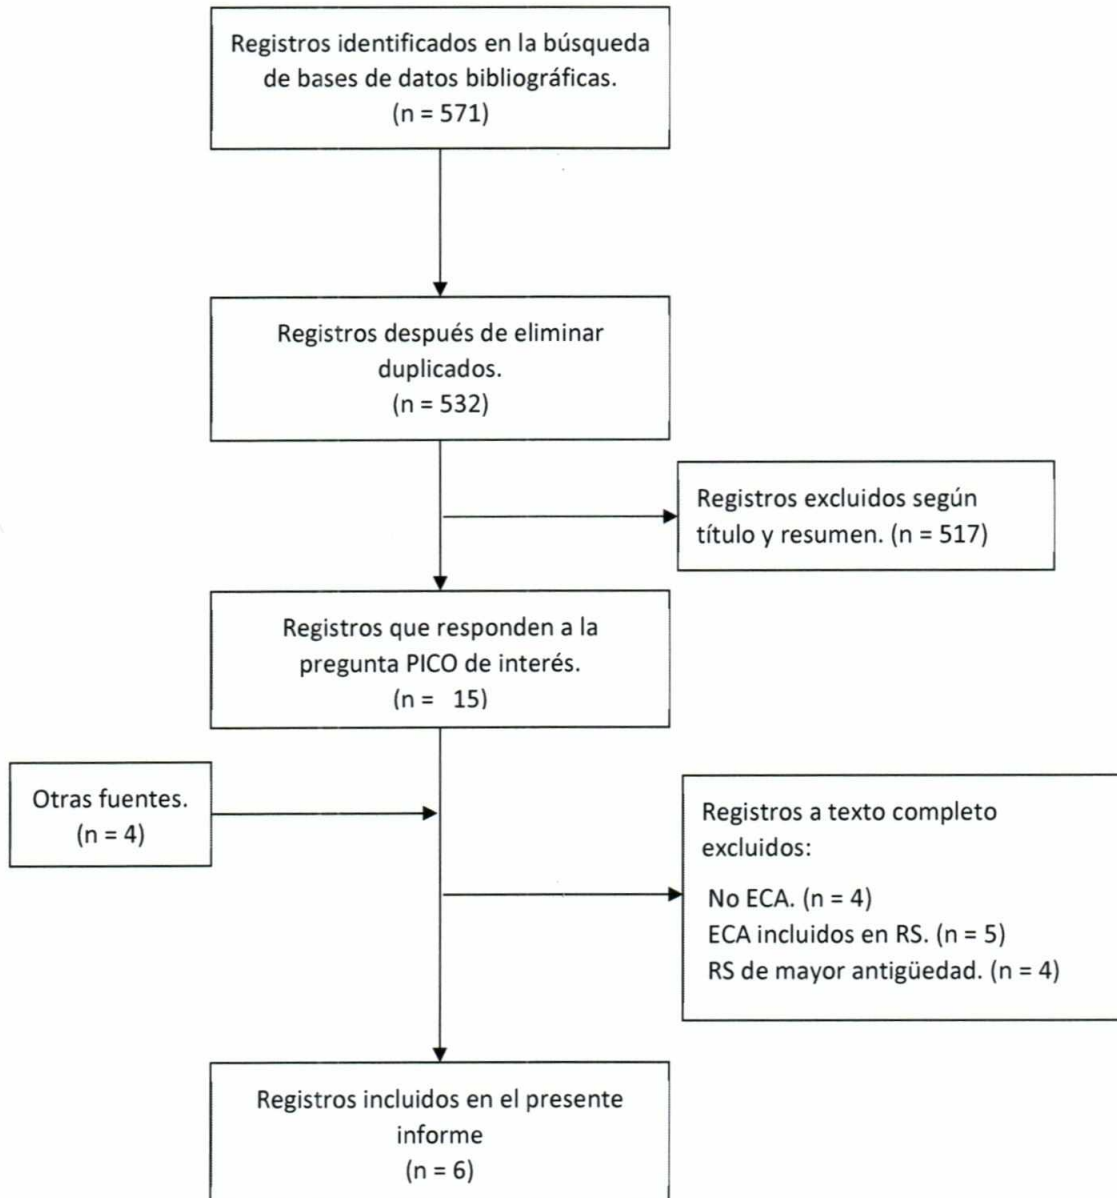 Registros identificados en la búsqueda
de bases de datos bibliográficas.
(n = 571)
Registros después de eliminar
duplicados.
(n = 532)
Registros excluidos según
título y resumen. (n = 517)
Registros que responden a la
pregunta PICO de interés.
(n = 15)
Otras fuentes.
(n = 4)
Registros a texto completo
excluidos:
No ECA. (n = 4)
ECA incluidos en RS. (n = 5)
RS de mayor antigüedad. (n = 4)
Registros incluidos en el presente
informe
(n = 6)